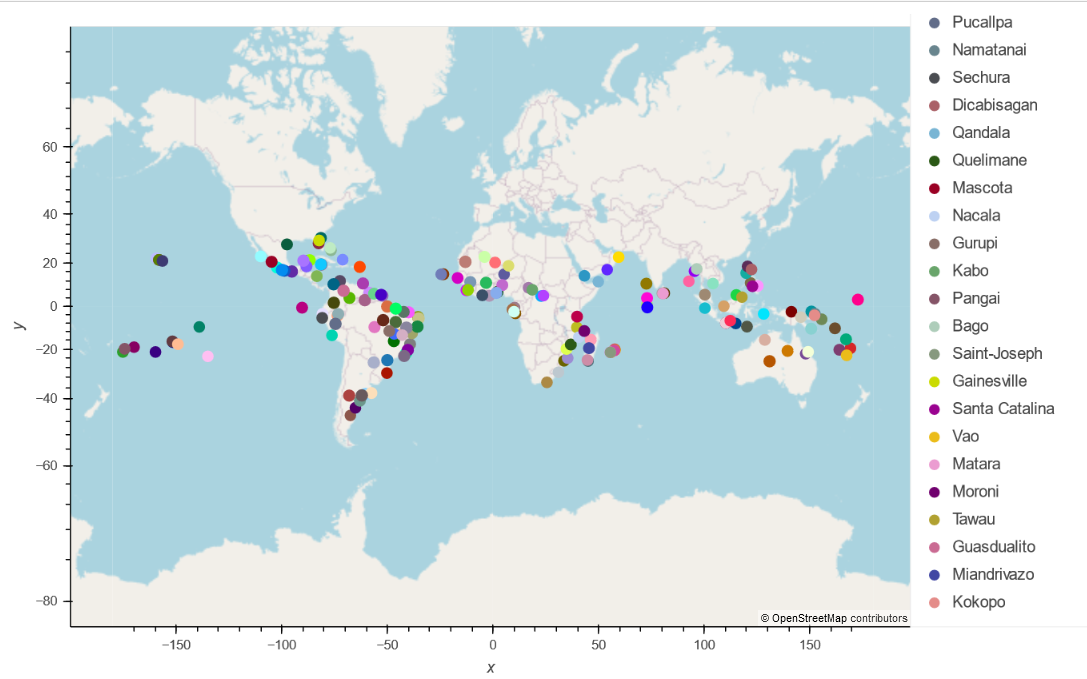 60
40
20
0
−20
−40
−60
−80
y
−150
−100
−50
0
50
100
150
x
© OpenStreetMap contributors
Pucallpa
Namatanai
Sechura
Dicabisagan
Qandala
Quelimane
Mascota
Nacala
Gurupi
Kabo
Pangai
Bago
Saint-Joseph
Gainesville
Santa Catalina
Vao
Matara
Moroni
Tawau
Guasdualito
Miandrivazo
Kokopo